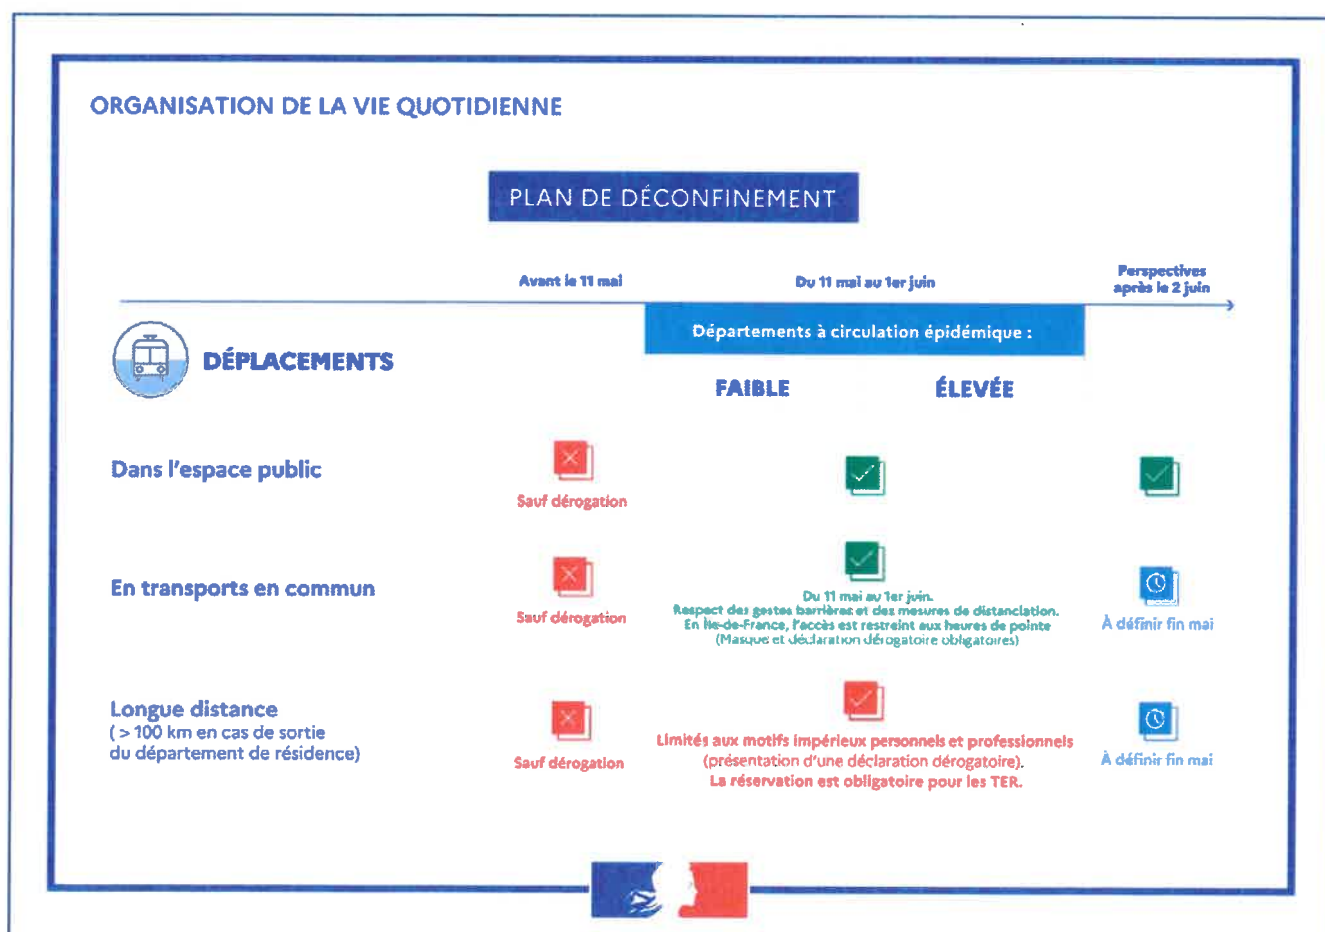 ORGANISATION DE LA VIE QUOTIDIENNE
PLAN DE DÉCONFINEMENT
Avant le 11 mai
Du 11 mai au 1er juin
Perspectives
après le 2 juin
Départements à circulation épidémique :
DÉPLACEMENTS
FAIBLE
ÉLEVÉE
Dans l'espace public
Sauf dérogation
En transports en commun
Sauf dérogation
Du 11 mai au 1er juin.
Respect des gestes barrières et des mesures de distanciation.
En Île-de-France, l'accès est restreint aux heures de pointe
(Masque et déclaration dérogatoire obligatoires)
À définir fin mai
Longue distance
( > 100 km en cas de sortie
du département de résidence)
Sauf dérogation
Limités aux motifs impérieux personnels et professionnels
(présentation d'une déclaration dérogatoire).
La réservation est obligatoire pour les TER.
À définir fin mai